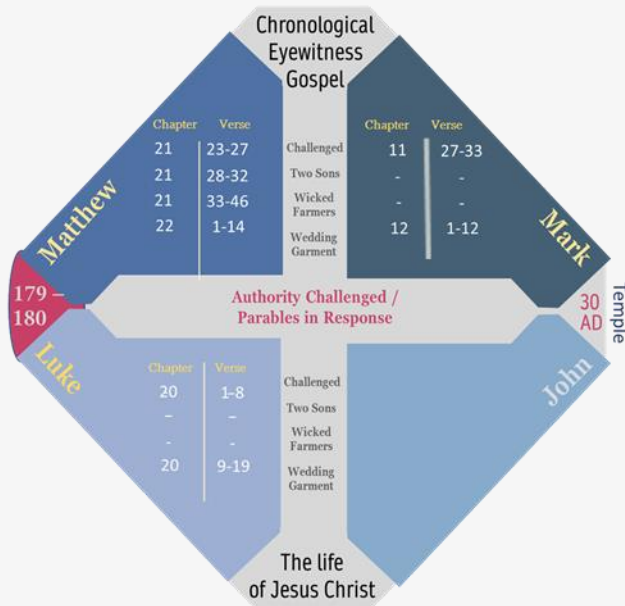 Chronological
Eyewitness
Gospel
Matthew
Chapter Verse
21 23-27
21 28-32
21 33-46
22 1-14
Challenged
Two Sons
Wicked
Farmers
Wedding
Garment
Mark
Chapter Verse
11 27-33
- -
- -
12 1-12
179 –
180
Authority Challenged /
Parables in Response
30
AD
Temple
Luke
Chapter Verse
20 1-8
– –
- -
20 9-19
Challenged
Two Sons
Wicked
Farmers
Wedding
Garment
John
The life
of Jesus Christ